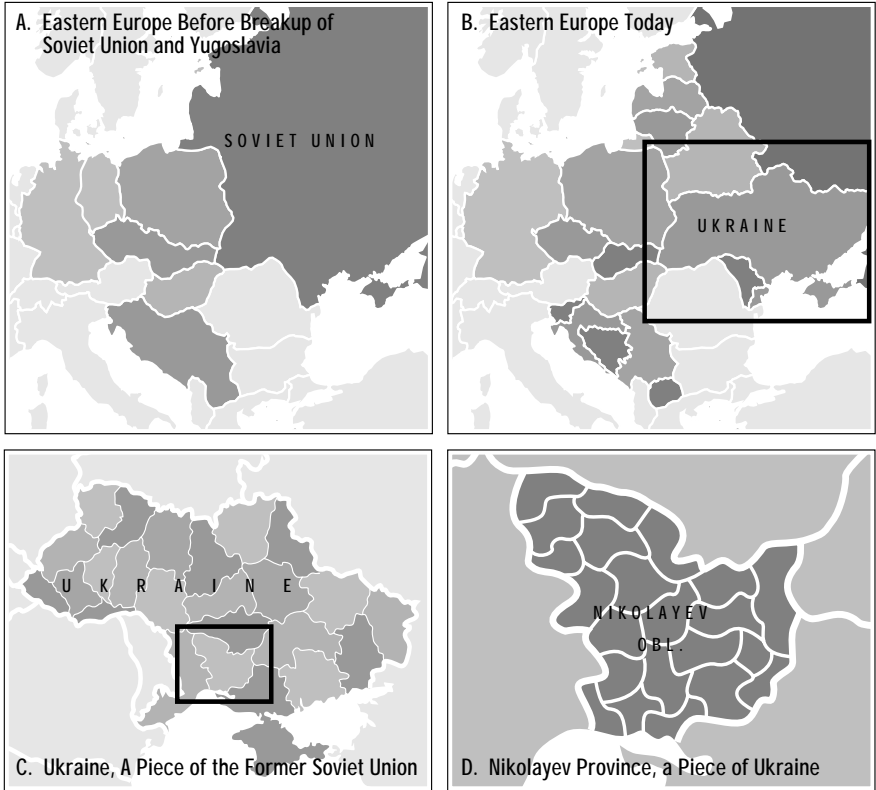 A. Eastern Europe Before Breakup of
Soviet Union and Yugoslavia
SOVIET UNION
B. Eastern Europe Today
UKRAINE
UKRAINE
C. Ukraine, A Piece of the Former Soviet Union
NIKOLAYEV
OBL.
D. Nikolayev Province, a Piece of Ukraine